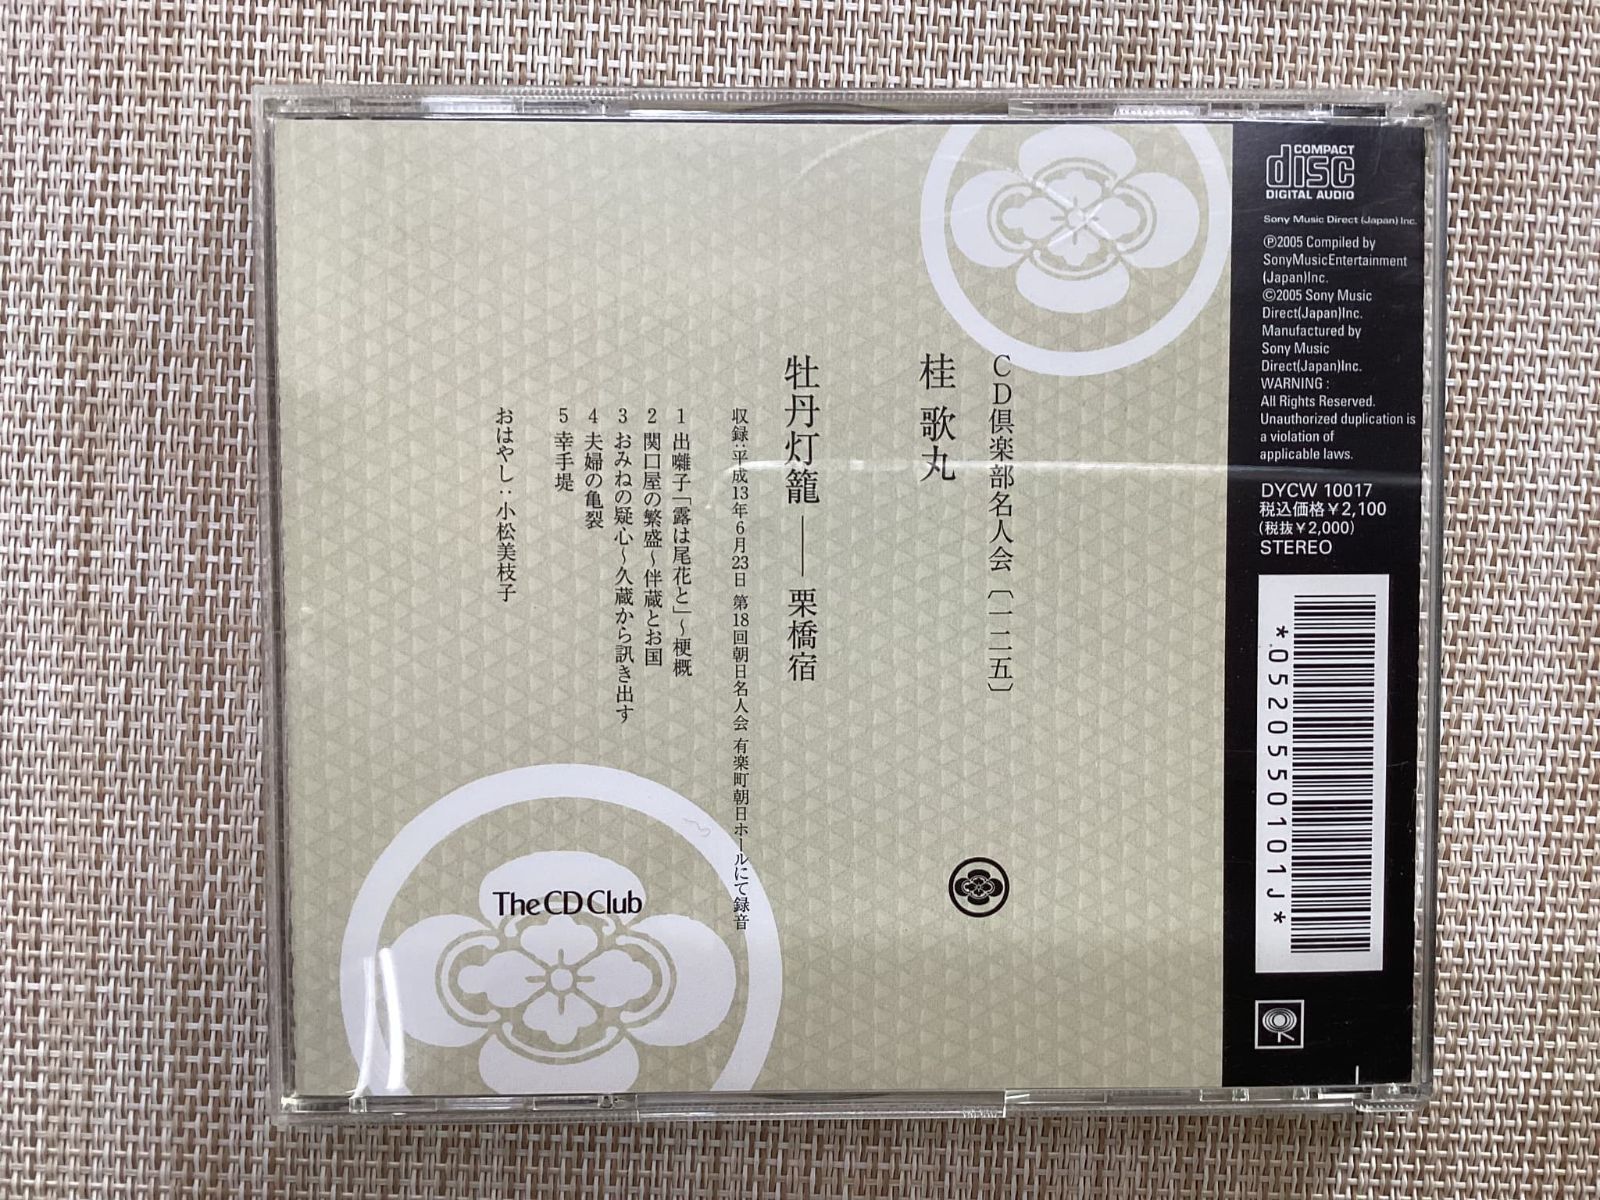 CD倶楽部名人会〔一二五〕
桂 歌丸
牡丹灯籠――栗橋宿
収録：平成13年6月23日 第18回朝日名人会 有楽町朝日ホールにて録音
1 出囃子「露は尾花と」～梗概
2 関口屋の繁盛～伴蔵とお国
3 おみねの疑心～久蔵から訊き出す
4 夫婦の亀裂
5 幸手堤
おはやし：小松美枝子
The CD Club
COMPACT
disc
DIGITAL AUDIO
Sony Music Direct (Japan) Inc.
Ⓟ2005 Compiled by
SonyMusicEntertainment
(Japan)Inc.
©2005 Sony Music
Direct(Japan)Inc.
Manufactured by
Sony Music
Direct(Japan)Inc.
WARNING :
All Rights Reserved.
Unauthorized duplication is
a violation of
applicable laws.
DYCW 10017
税込価格￥2,100
(税抜￥2,000)
STEREO
*0520550101J*